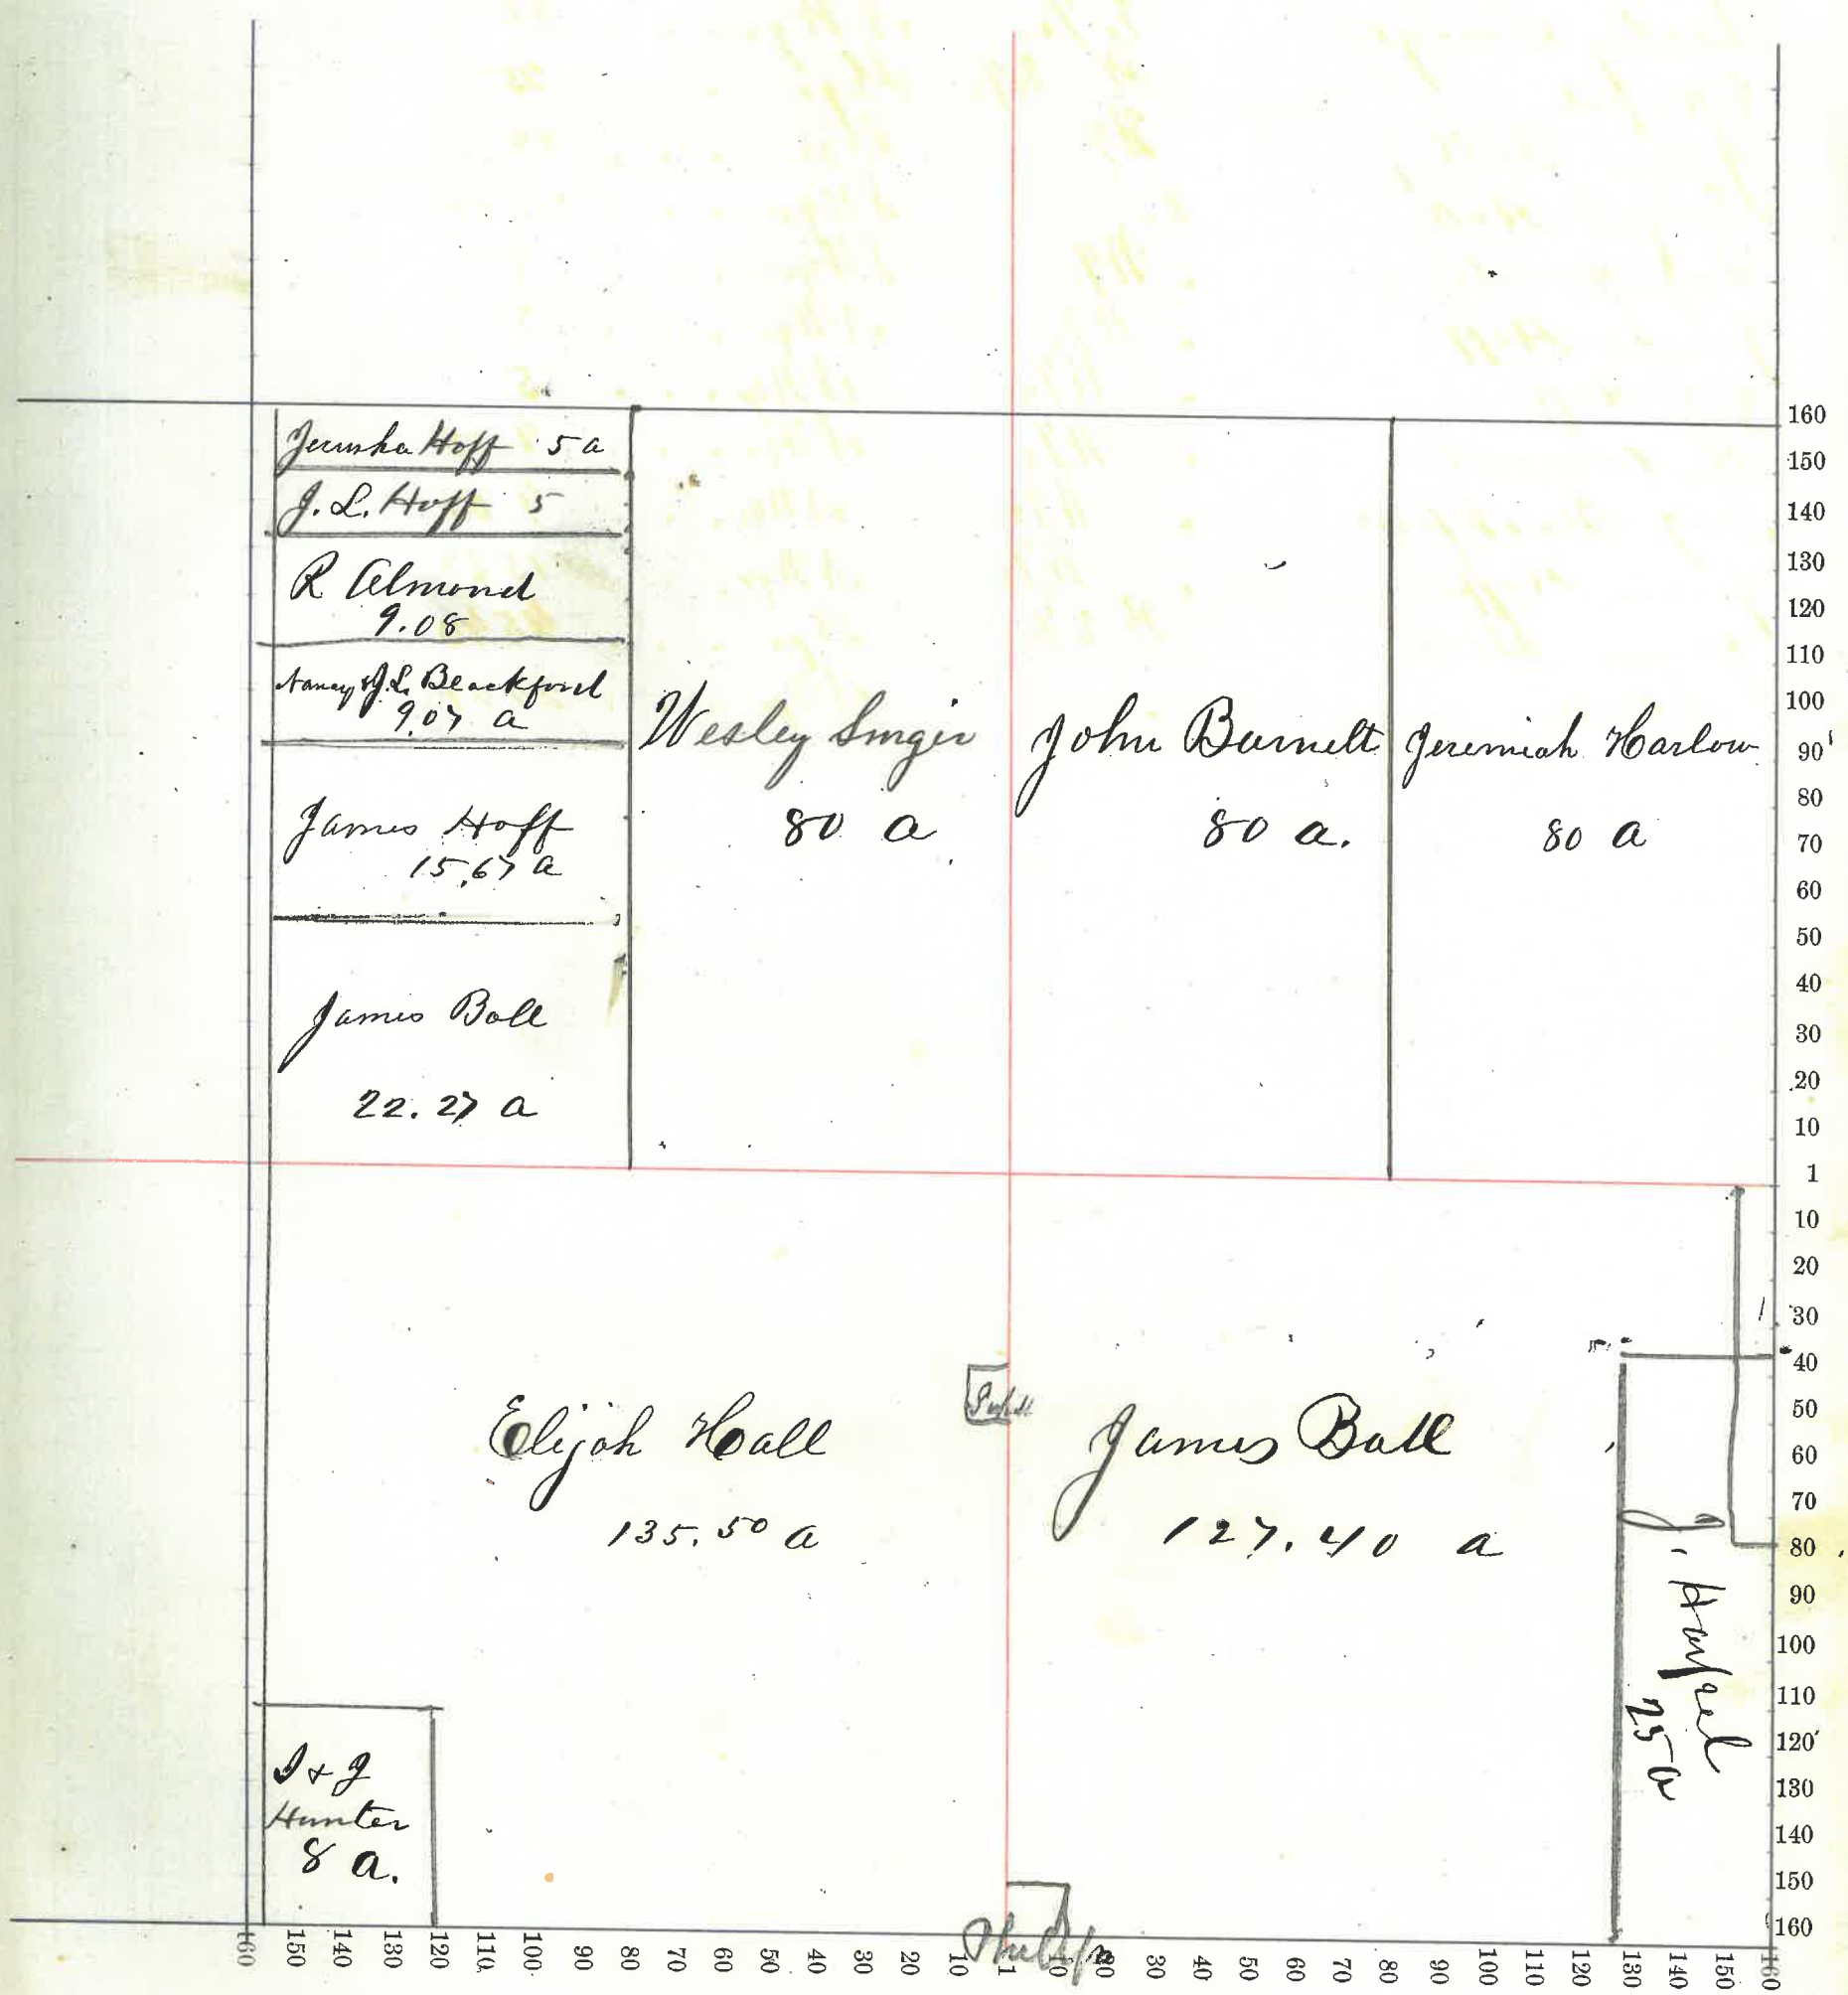 Jerusha Hoff 5 a
J. L. Hoff 5
R Almond
9.08
Nancy & J. L. Blackford
9.07 a
James Hoff
15.67 a
James Ball
22.27 a
Wesley Singer
80 a
John Burnett
80 a.
Jeremiah Harlow
80 a
160
150
140
130
120
110
100
90
80
70
60
50
40
30
20
10
1
10
20
30
40
50
60
70
80
90
100
110
120
130
140
150
160
Elijah Hall
135.50 a
James Ball
127.40 a
J. Harpel
25 a
Hunter
8 a.
160 150 140 130 120 110 100 90 80 70 60 50 40 30 20 10 1 10 20 30 40 50 60 70 80 90 100 110 120 130 140 150 160